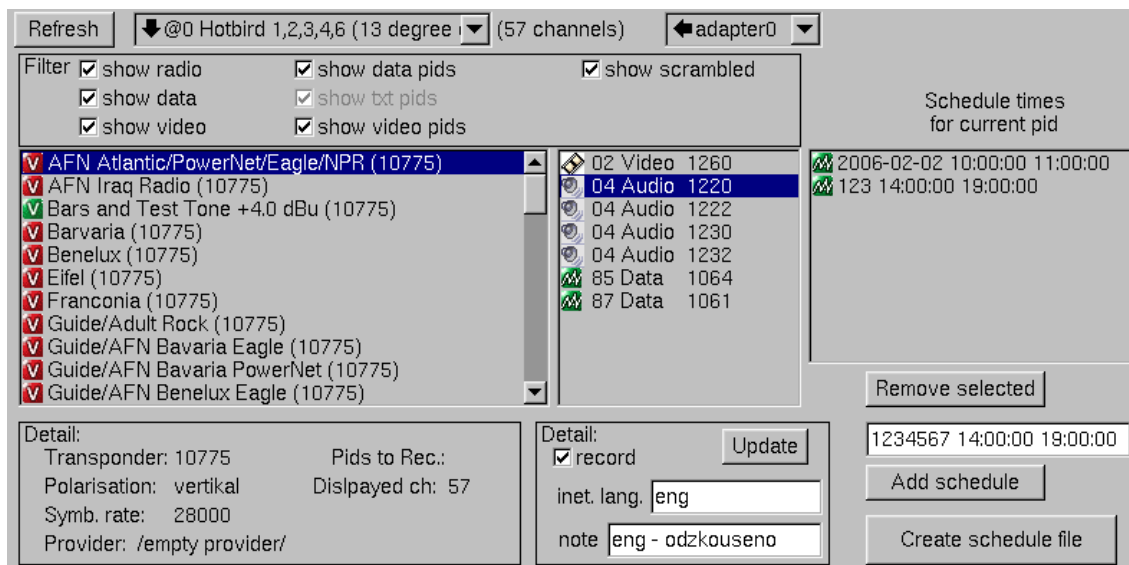 Refresh @0 Hotbird 1,2,3,4,6 (13 degree (57 channels) adapter0
Filter show radio show data pids show scrambled
show data show txt pids
show video show video pids
Schedule times
for current pid
AFN Atlantic/PowerNet/Eagle/NPR (10775)
AFN Iraq Radio (10775)
Bars and Test Tone +4.0 dBu (10775)
Barvaria (10775)
Benelux (10775)
Eifel (10775)
Franconia (10775)
Guide/Adult Rock (10775)
Guide/AFN Bavaria Eagle (10775)
Guide/AFN Bavaria PowerNet (10775)
Guide/AFN Benelux Eagle (10775)
02 Video 1260
04 Audio 1220
04 Audio 1222
04 Audio 1230
04 Audio 1232
85 Data 1064
87 Data 1061
2006-02-02 10:00:00 11:00:00
123 14:00:00 19:00:00
Remove selected
1234567 14:00:00 19:00:00
Add schedule
Create schedule file
Detail:
Transponder: 10775 Pids to Rec.:
Polarisation: vertikal Dislpayed ch: 57
Symb. rate: 28000
Provider: /empty provider/
Detail:
record Update
inet. lang. eng
note eng - odzkouseno